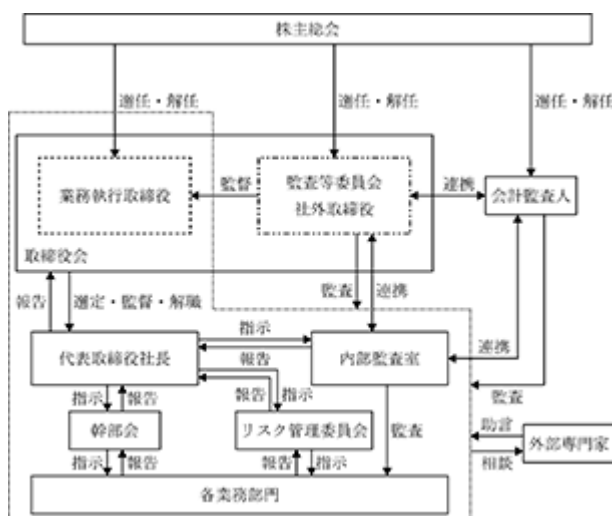 株主総会
選任・解任
選任・解任
選任・解任
業務執行取締役
監督
監査等委員会
社外取締役
連携
会計監査人
取締役会
報告
選定・監督・解職
監査
連携
代表取締役社長
指示
報告
内部監査室
連携
監査
指示
報告
報告
指示
幹部会
リスク管理委員会
監査
助言
相談
外部専門家
指示
報告
報告
指示
各業務部門